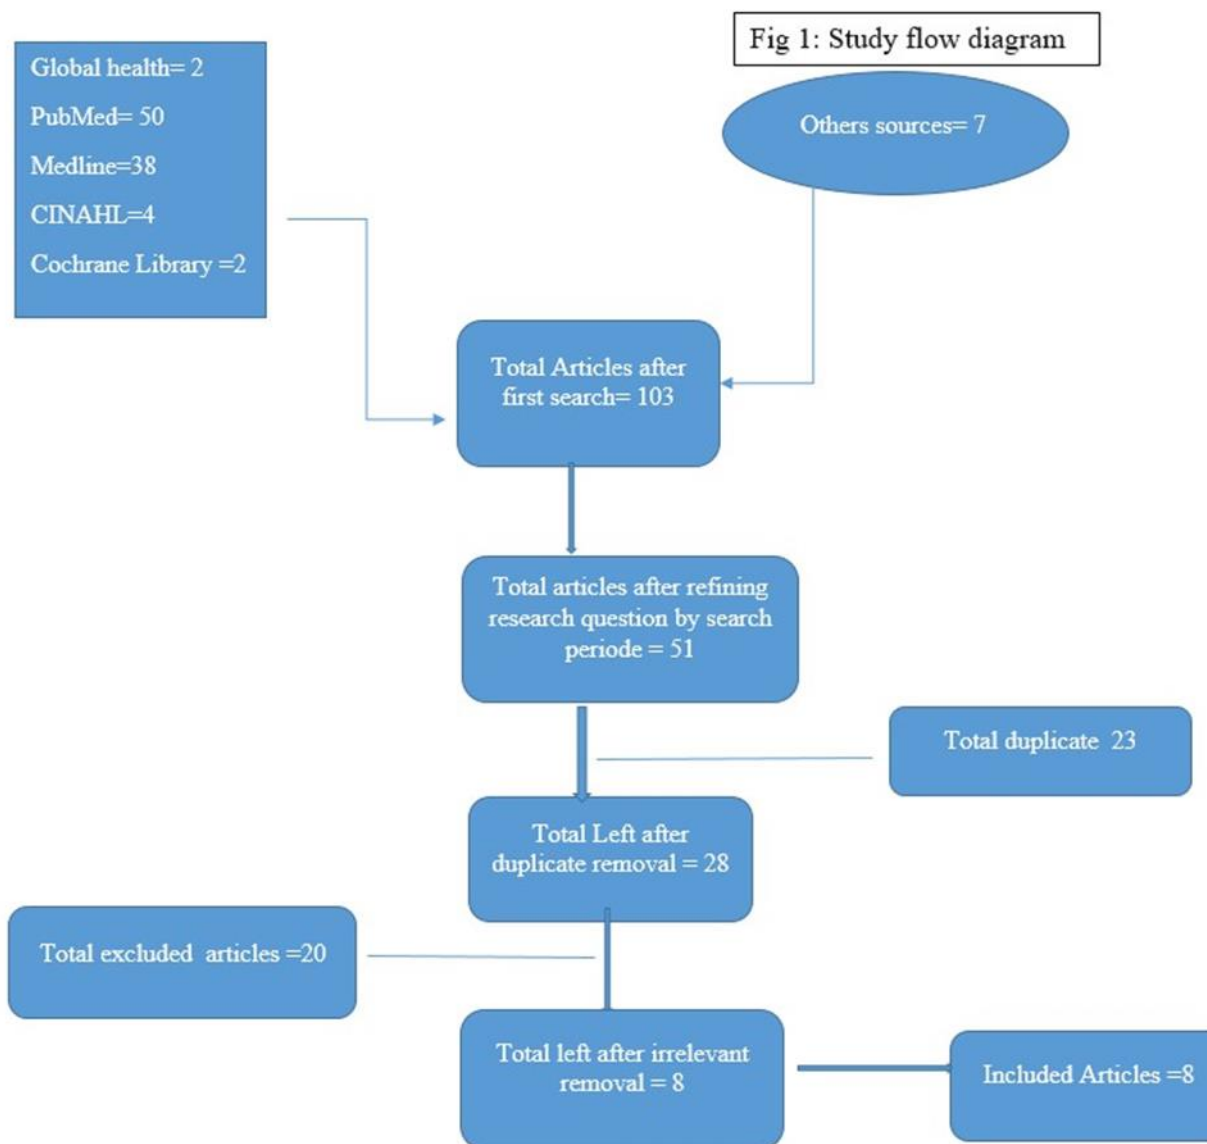 Fig 1: Study flow diagram
Global health= 2
PubMed= 50
Medline=38
CINAHL=4
Cochrane Library =2
Others sources= 7
Total Articles after
first search= 103
Total articles after refining
research question by search
periode = 51
Total duplicate  23
Total Left after
duplicate removal = 28
Total excluded  articles =20
Total left after irrelevant
removal = 8
Included Articles =8